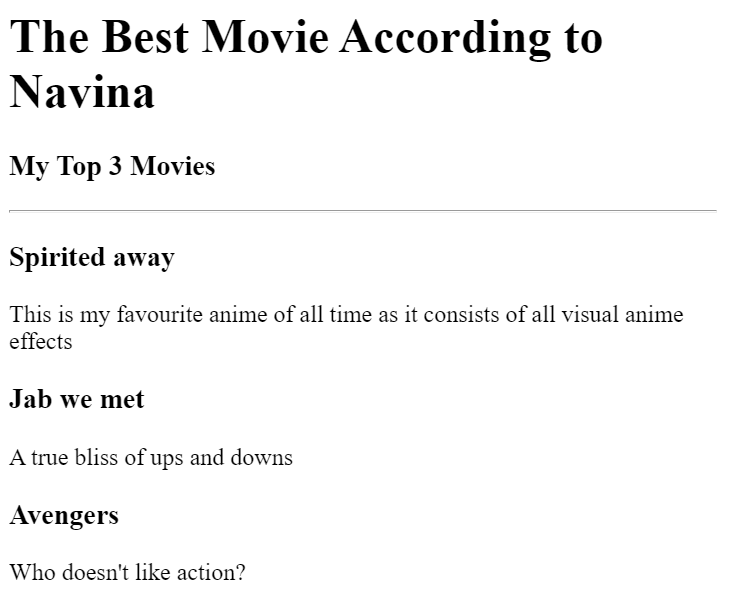 The Best Movie According to
Navina
My Top 3 Movies
Spirited away
This is my favourite anime of all time as it consists of all visual anime
effects
Jab we met
A true bliss of ups and downs
Avengers
Who doesn't like action?